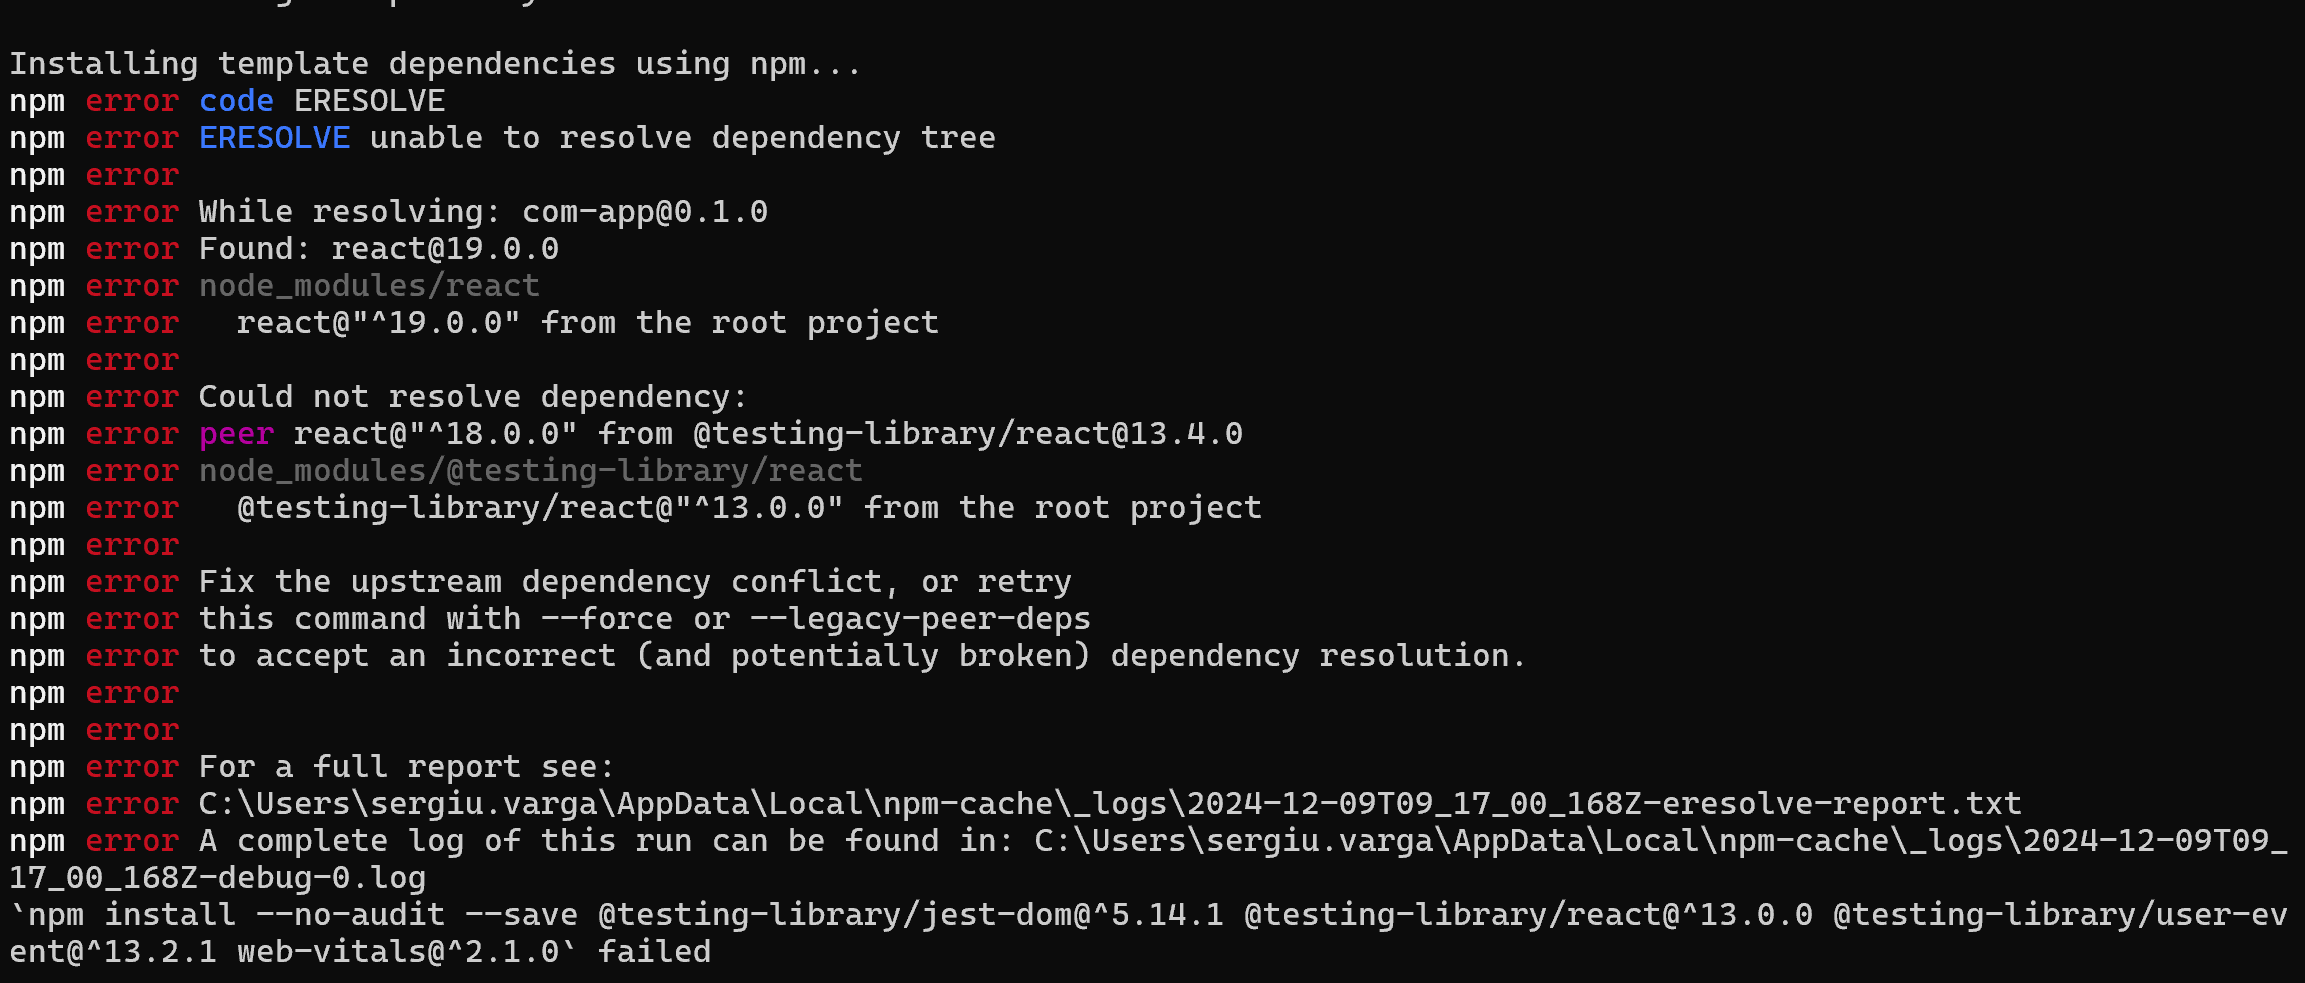 Installing template dependencies using npm...
npm error code ERESOLVE
npm error ERESOLVE unable to resolve dependency tree
npm error
npm error While resolving: com-app@0.1.0
npm error Found: react@19.0.0
npm error node_modules/react
npm error   react@"^19.0.0" from the root project
npm error
npm error Could not resolve dependency:
npm error peer react@"^18.0.0" from @testing-library/react@13.4.0
npm error node_modules/@testing-library/react
npm error   @testing-library/react@"^13.0.0" from the root project
npm error
npm error Fix the upstream dependency conflict, or retry
npm error this command with --force or --legacy-peer-deps
npm error to accept an incorrect (and potentially broken) dependency resolution.
npm error
npm error
npm error For a full report see:
npm error C:\Users\sergiu.varga\AppData\Local\npm-cache\_logs\2024-12-09T09_17_00_168Z-eresolve-report.txt
npm error A complete log of this run can be found in: C:\Users\sergiu.varga\AppData\Local\npm-cache\_logs\2024-12-09T09_
17_00_168Z-debug-0.log
`npm install --no-audit --save @testing-library/jest-dom@^5.14.1 @testing-library/react@^13.0.0 @testing-library/user-ev
ent@^13.2.1 web-vitals@^2.1.0` failed